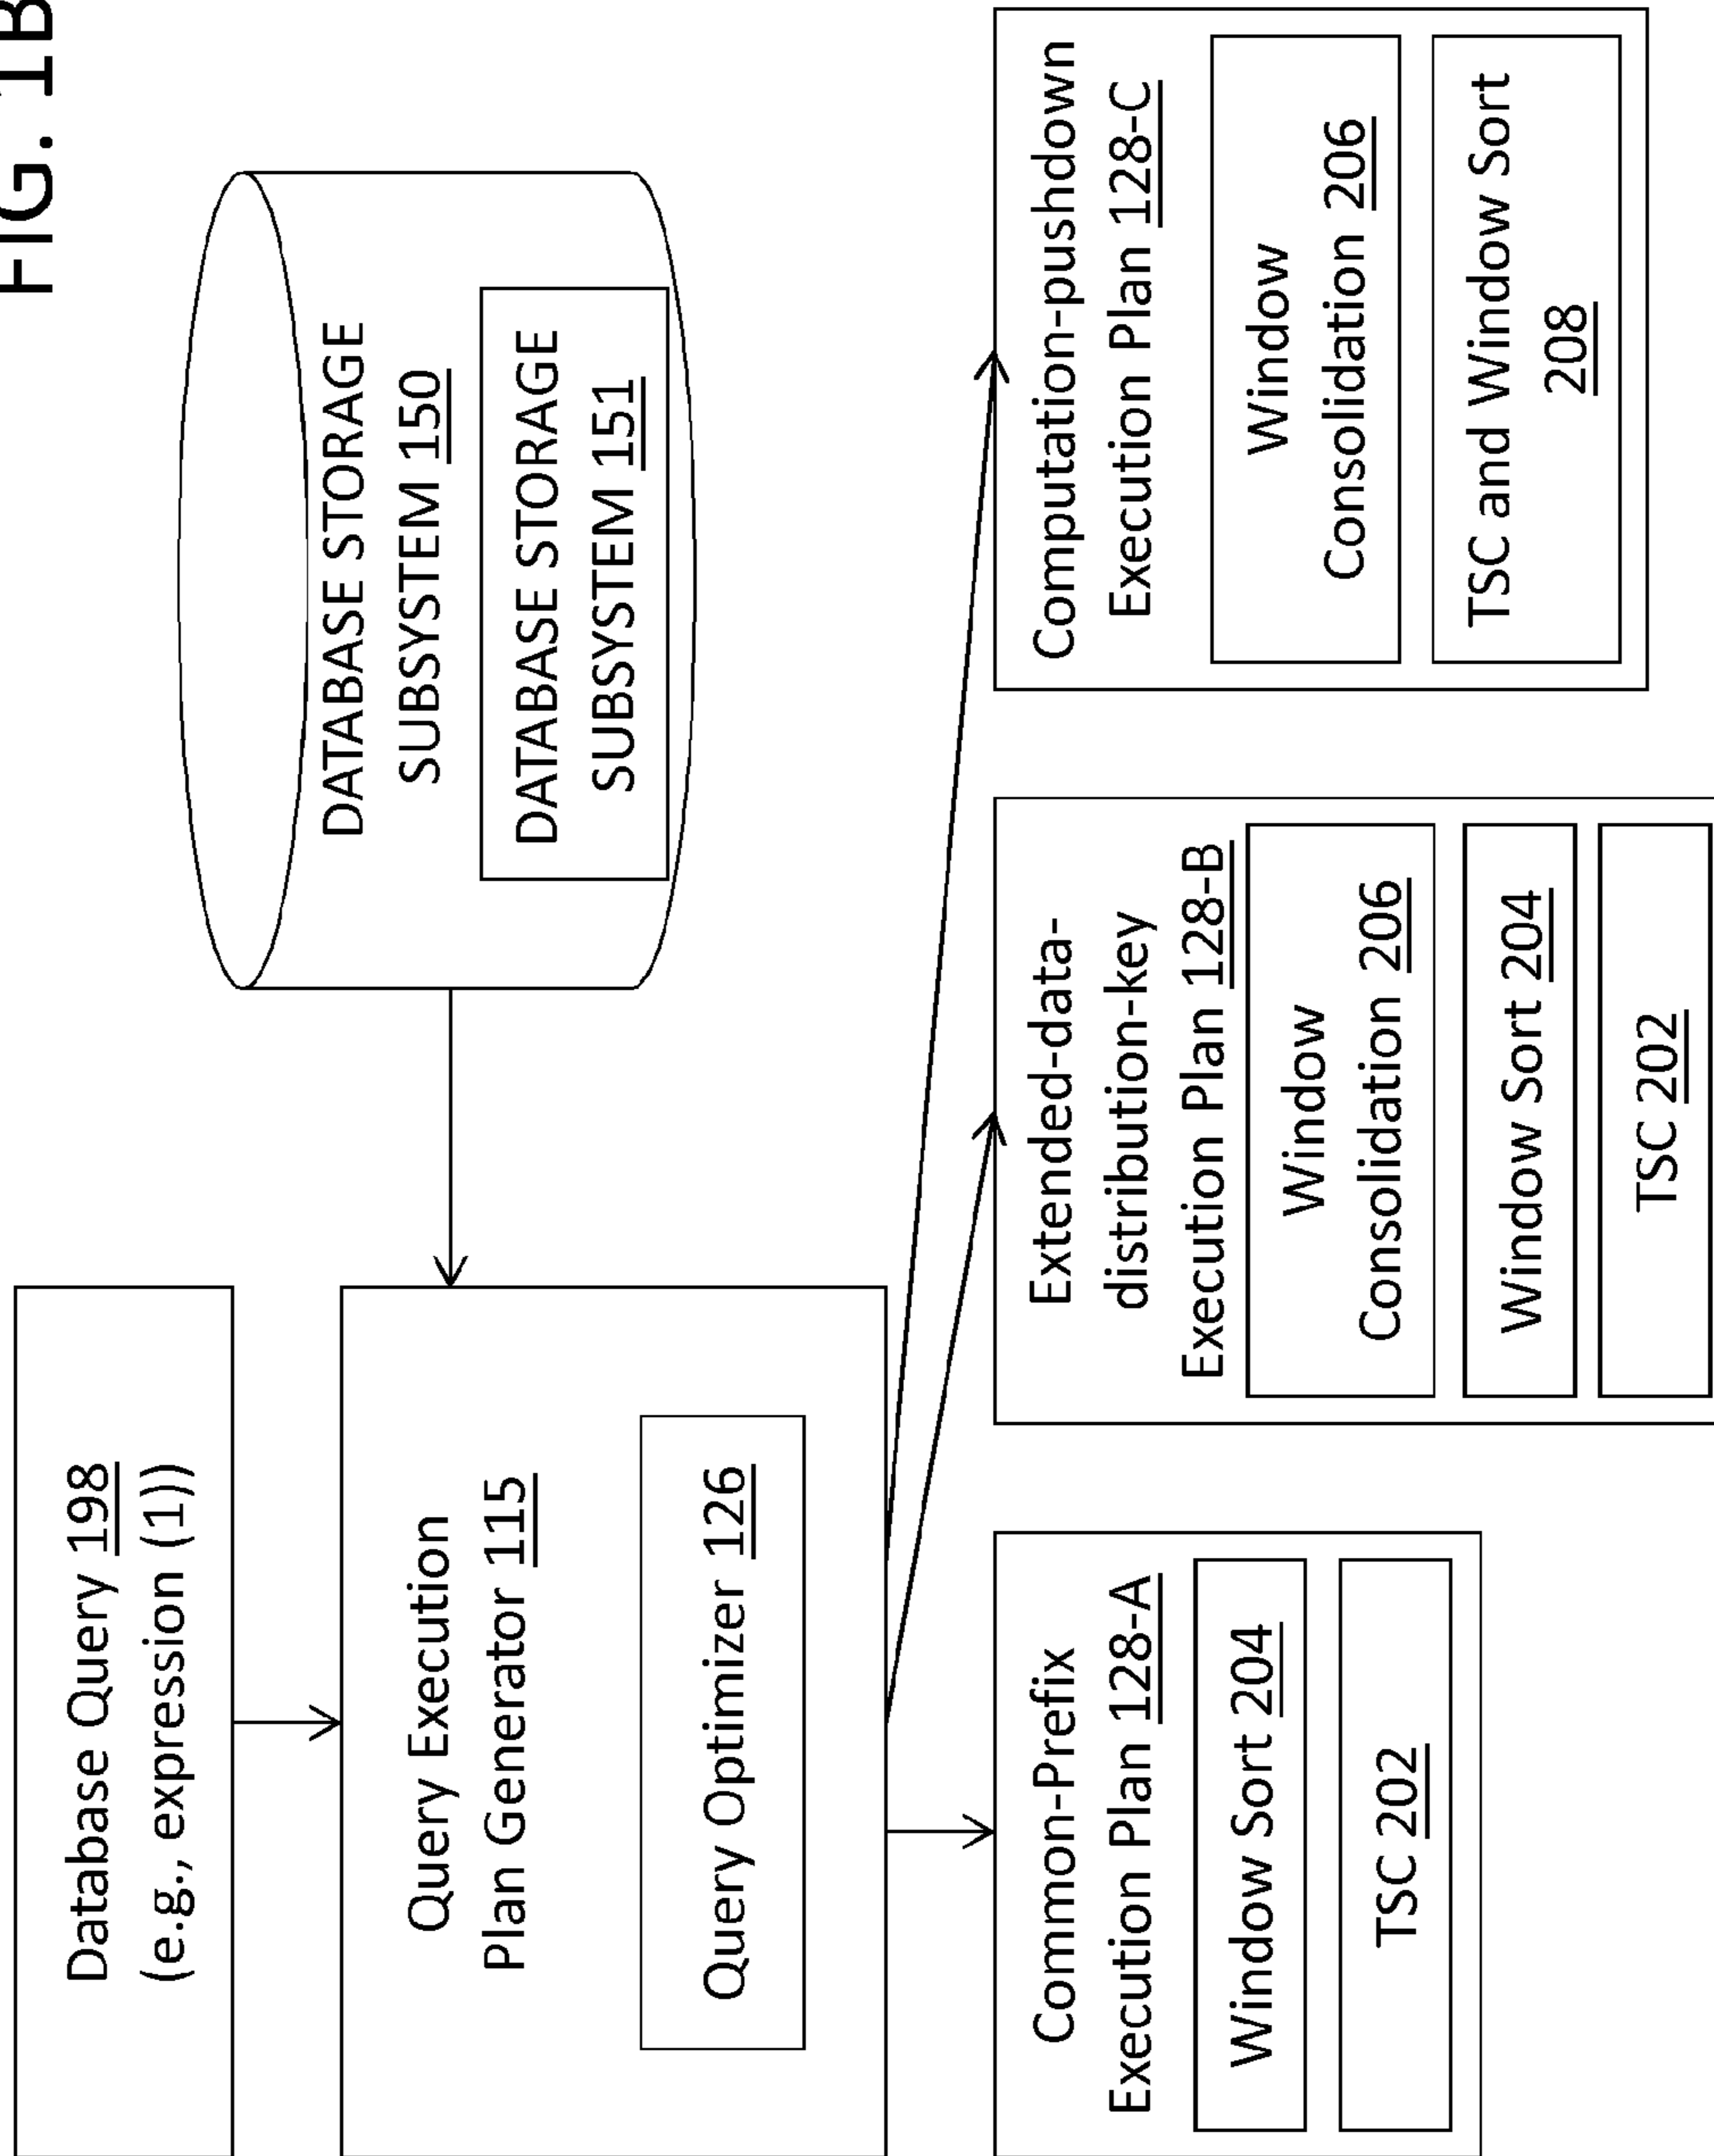 FIG. 1B
Database Query 198
(e.g., expression (1))
DATABASE STORAGE
SUBSYSTEM 150
DATABASE STORAGE
SUBSYSTEM 151
Query Execution
Plan Generator 115
Query Optimizer 126
Common-Prefix
Execution Plan 128-A
Window Sort 204
TSC 202
Extended-data-
distribution-key
Execution Plan 128-B
Window
Consolidation 206
Window Sort 204
TSC 202
Computation-pushdown
Execution Plan 128-C
Window
Consolidation 206
TSC and Window Sort
208